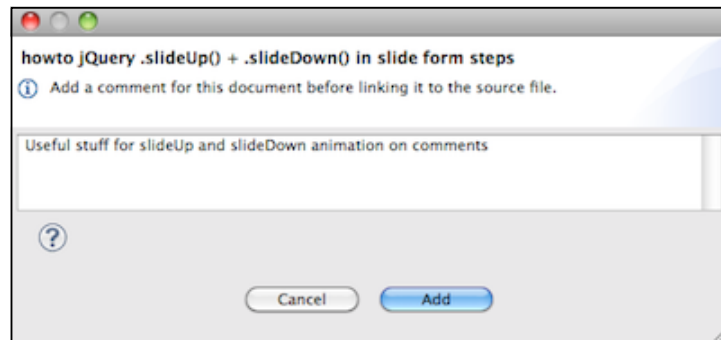 howto jQuery .slideUp() + .slideDown() in slide form steps
Add a comment for this document before linking it to the source file.
Useful stuff for slideUp and slideDown animation on comments
?
Cancel
Add